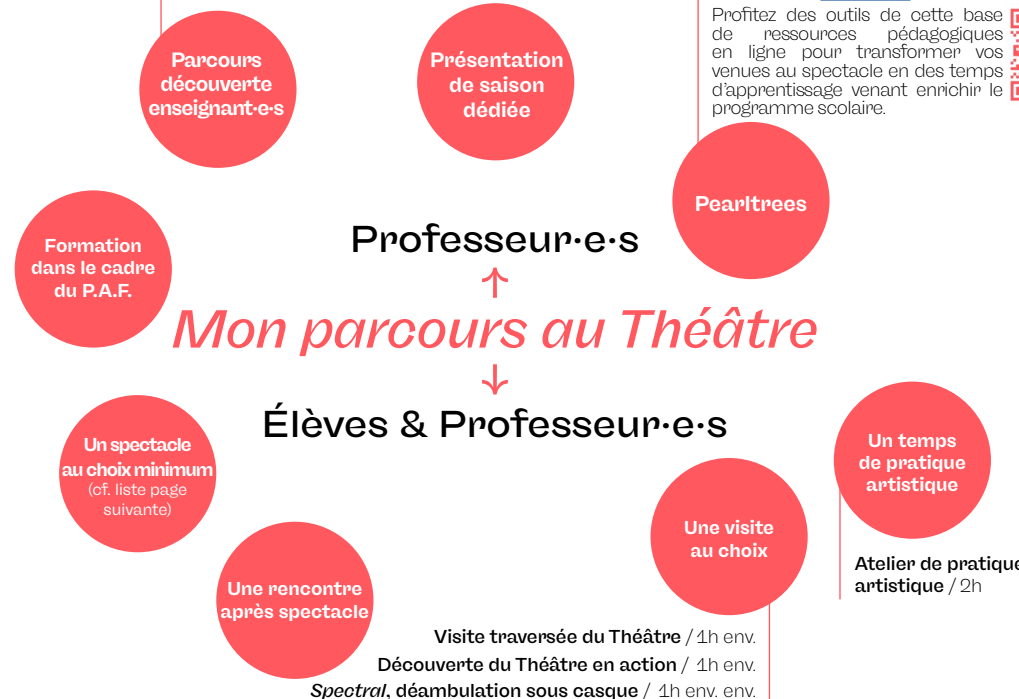 Profitez des outils de cette base
de ressources pédagogiques
en ligne pour transformer vos
venues au spectacle en des temps
d'apprentissage venant enrichir le
programme scolaire.
Parcours
découverte
enseignant·e·s
Présentation
de saison
dédiée
Pearltrees
Formation
dans le cadre
du P.A.F.
Professeur·e·s
Mon parcours au Théâtre
Élèves & Professeur·e·s
Un spectacle
au choix minimum
(cf. liste page
suivante)
Une rencontre
après spectacle
Une visite
au choix
Un temps
de pratique
artistique
Atelier de pratique
artistique / 2h
Visite traversée du Théâtre / 1h env.
Découverte du Théâtre en action / 1h env.
Spectral, déambulation sous casque / 1h env. env.